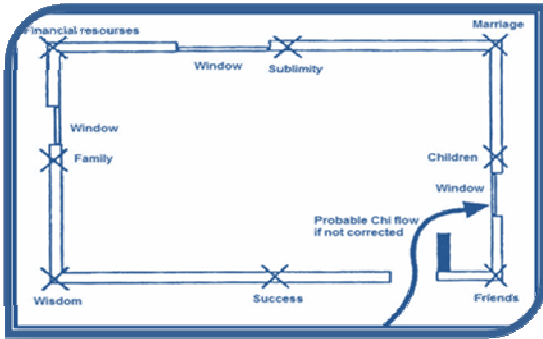 Financial resourses
Marriage
Window
Sublimity
Window
Family
Children
Window
Probable Chi flow
if not corrected
Wisdom
Success
Friends